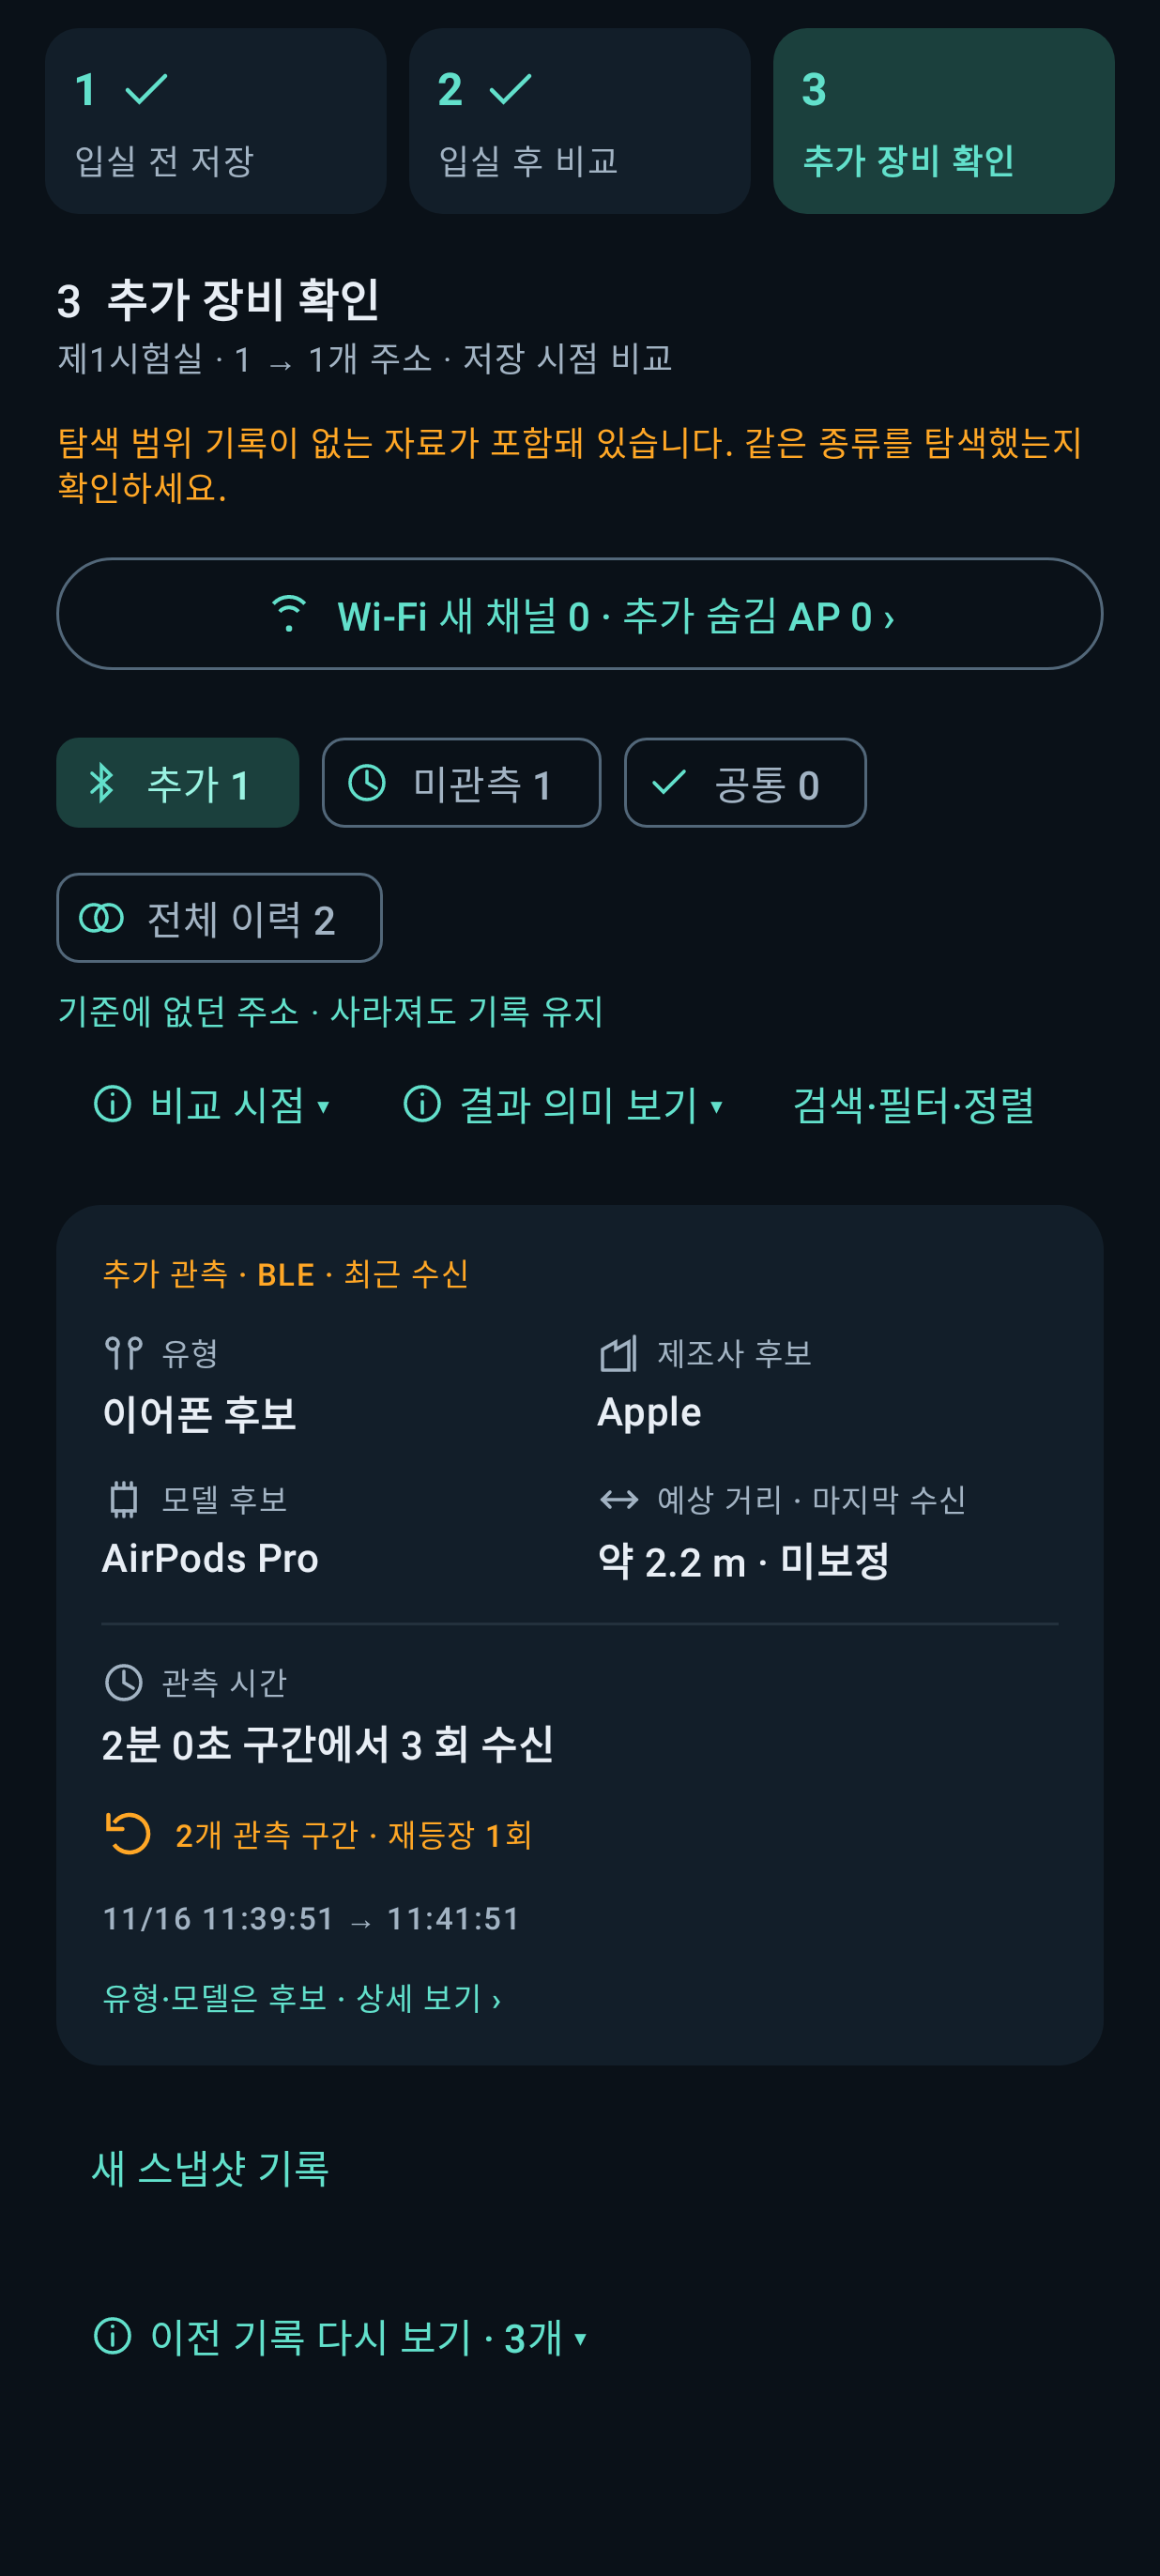 1
입실 전 저장
2
입실 후 비교
3
추가 장비 확인
3 추가 장비 확인
제1시험실 · 1 → 1개 주소 · 저장 시점 비교
탐색 범위 기록이 없는 자료가 포함돼 있습니다. 같은 종류를 탐색했는지
확인하세요.
Wi-Fi 새 채널 0 · 추가 숨김 AP 0 ›
추가 1
미관측 1
공통 0
전체 이력 2
기준에 없던 주소 · 사라져도 기록 유지
비교 시점 ▾
결과 의미 보기 ▾
검색·필터·정렬
추가 관측 · BLE · 최근 수신
유형
이어폰 후보
제조사 후보
Apple
모델 후보
AirPods Pro
예상 거리 · 마지막 수신
약 2.2 m · 미보정
관측 시간
2분 0초 구간에서 3 회 수신
2개 관측 구간 · 재등장 1회
11/16 11:39:51 → 11:41:51
유형·모델은 후보 · 상세 보기 ›
새 스냅샷 기록
이전 기록 다시 보기 · 3개 ▾